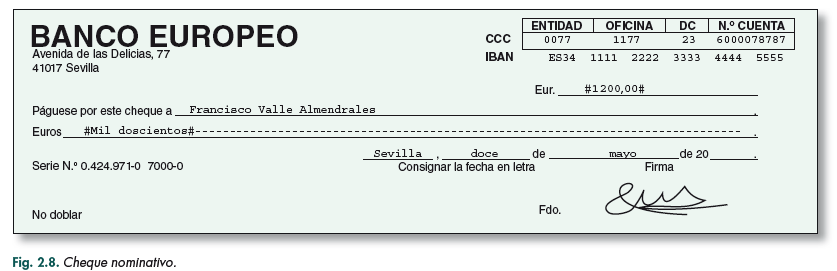 BANCO EUROPEO
Avenida de las Delicias, 77
41017 Sevilla
ENTIDAD OFICINA DC N.º CUENTA
CCC 0077 1177 23 6000078787
IBAN ES34 1111 2222 3333 4444 5555
Eur. #1200,00#
Páguese por este cheque a Francisco Valle Almendrales
Euros #Mil doscientos#--------------------------------------------------------------------------------
Sevilla, doce de mayo de 20 .
Serie N.º 0.424.971-0 7000-0 Consignar la fecha en letra Firma
No doblar Fdo.
Fig. 2.8. Cheque nominativo.